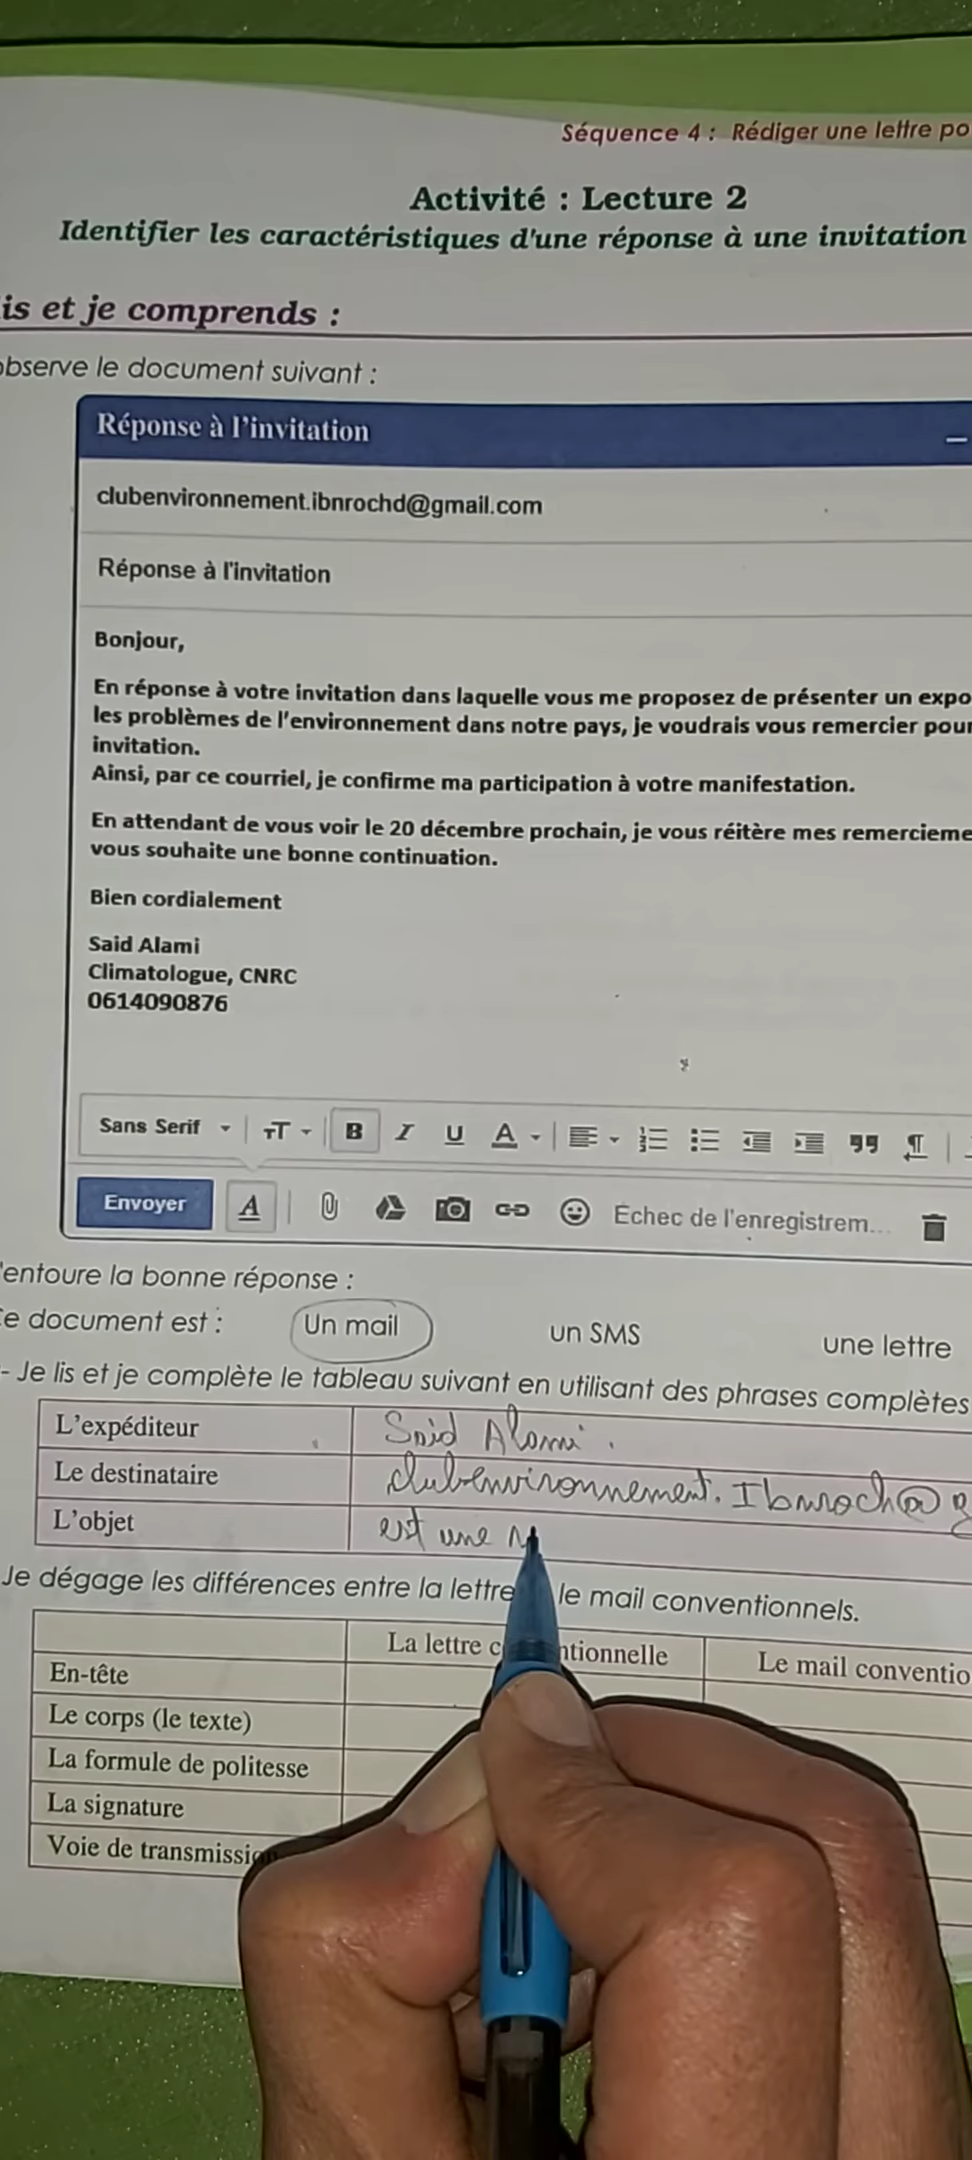 Séquence 4 : Rédiger une lettre po
Activité : Lecture 2
Identifier les caractéristiques d'une réponse à une invitation
is et je comprends :
observe le document suivant :
Réponse à l'invitation
clubenvironnement.ibnrochd@gmail.com
Réponse à l'invitation
Bonjour,
En réponse à votre invitation dans laquelle vous me proposez de présenter un expo
les problèmes de l'environnement dans notre pays, je voudrais vous remercier pour
invitation.
Ainsi, par ce courriel, je confirme ma participation à votre manifestation.
En attendant de vous voir le 20 décembre prochain, je vous réitère mes remercieme
vous souhaite une bonne continuation.
Bien cordialement
Said Alami
Climatologue, CNRC
0614090876
Sans Serif TT B I U A
Envoyer A Échec de l'enregistrem...
'entoure la bonne réponse :
Ce document est : Un mail un SMS une lettre
- Je lis et je complète le tableau suivant en utilisant des phrases complètes
L'expéditeur Said Alami.
Le destinataire clubenvironnement. Ibnroch@g
L'objet est une
Je dégage les différences entre la lettre le mail conventionnels.
La lettre c ntionnelle Le mail conventio
En-tête
Le corps (le texte)
La formule de politesse
La signature
Voie de transmissi